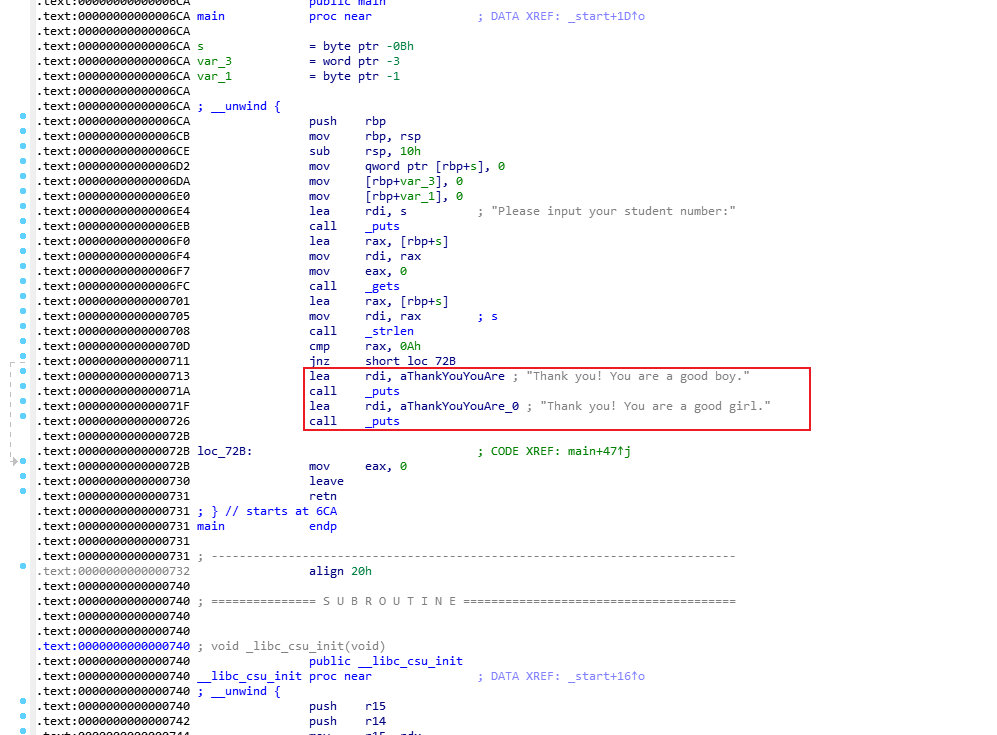 .text:00000000000006CA public main
.text:00000000000006CA main proc near ; DATA XREF: _start+1D↑o
.text:00000000000006CA
.text:00000000000006CA s = byte ptr -0Bh
.text:00000000000006CA var_3 = word ptr -3
.text:00000000000006CA var_1 = byte ptr -1
.text:00000000000006CA
.text:00000000000006CA ; __unwind {
.text:00000000000006CA push rbp
.text:00000000000006CB mov rbp, rsp
.text:00000000000006CE sub rsp, 10h
.text:00000000000006D2 mov qword ptr [rbp+s], 0
.text:00000000000006DA mov [rbp+var_3], 0
.text:00000000000006E0 mov [rbp+var_1], 0
.text:00000000000006E4 lea rdi, s ; "Please input your student number:"
.text:00000000000006EB call _puts
.text:00000000000006F0 lea rax, [rbp+s]
.text:00000000000006F4 mov rdi, rax
.text:00000000000006F7 mov eax, 0
.text:00000000000006FC call _gets
.text:0000000000000701 lea rax, [rbp+s]
.text:0000000000000705 mov rdi, rax ; s
.text:0000000000000708 call _strlen
.text:000000000000070D cmp rax, 0Ah
.text:0000000000000711 jnz short loc_72B
.text:0000000000000713 lea rdi, aThankYouYouAre ; "Thank you! You are a good boy."
.text:000000000000071A call _puts
.text:000000000000071F lea rdi, aThankYouYouAre_0 ; "Thank you! You are a good girl."
.text:0000000000000726 call _puts
.text:000000000000072B
.text:000000000000072B loc_72B: ; CODE XREF: main+47↑j
.text:000000000000072B mov eax, 0
.text:0000000000000730 leave
.text:0000000000000731 retn
.text:0000000000000731 ; } // starts at 6CA
.text:0000000000000731 main endp
.text:0000000000000731
.text:0000000000000731 ; ---------------------------------------------------------------------------
.text:0000000000000732 align 20h
.text:0000000000000740
.text:0000000000000740 ; =============== S U B R O U T I N E =======================================
.text:0000000000000740
.text:0000000000000740
.text:0000000000000740 ; void _libc_csu_init(void)
.text:0000000000000740 public __libc_csu_init
.text:0000000000000740 __libc_csu_init proc near ; DATA XREF: _start+16↑o
.text:0000000000000740 ; __unwind {
.text:0000000000000740 push r15
.text:0000000000000742 push r14